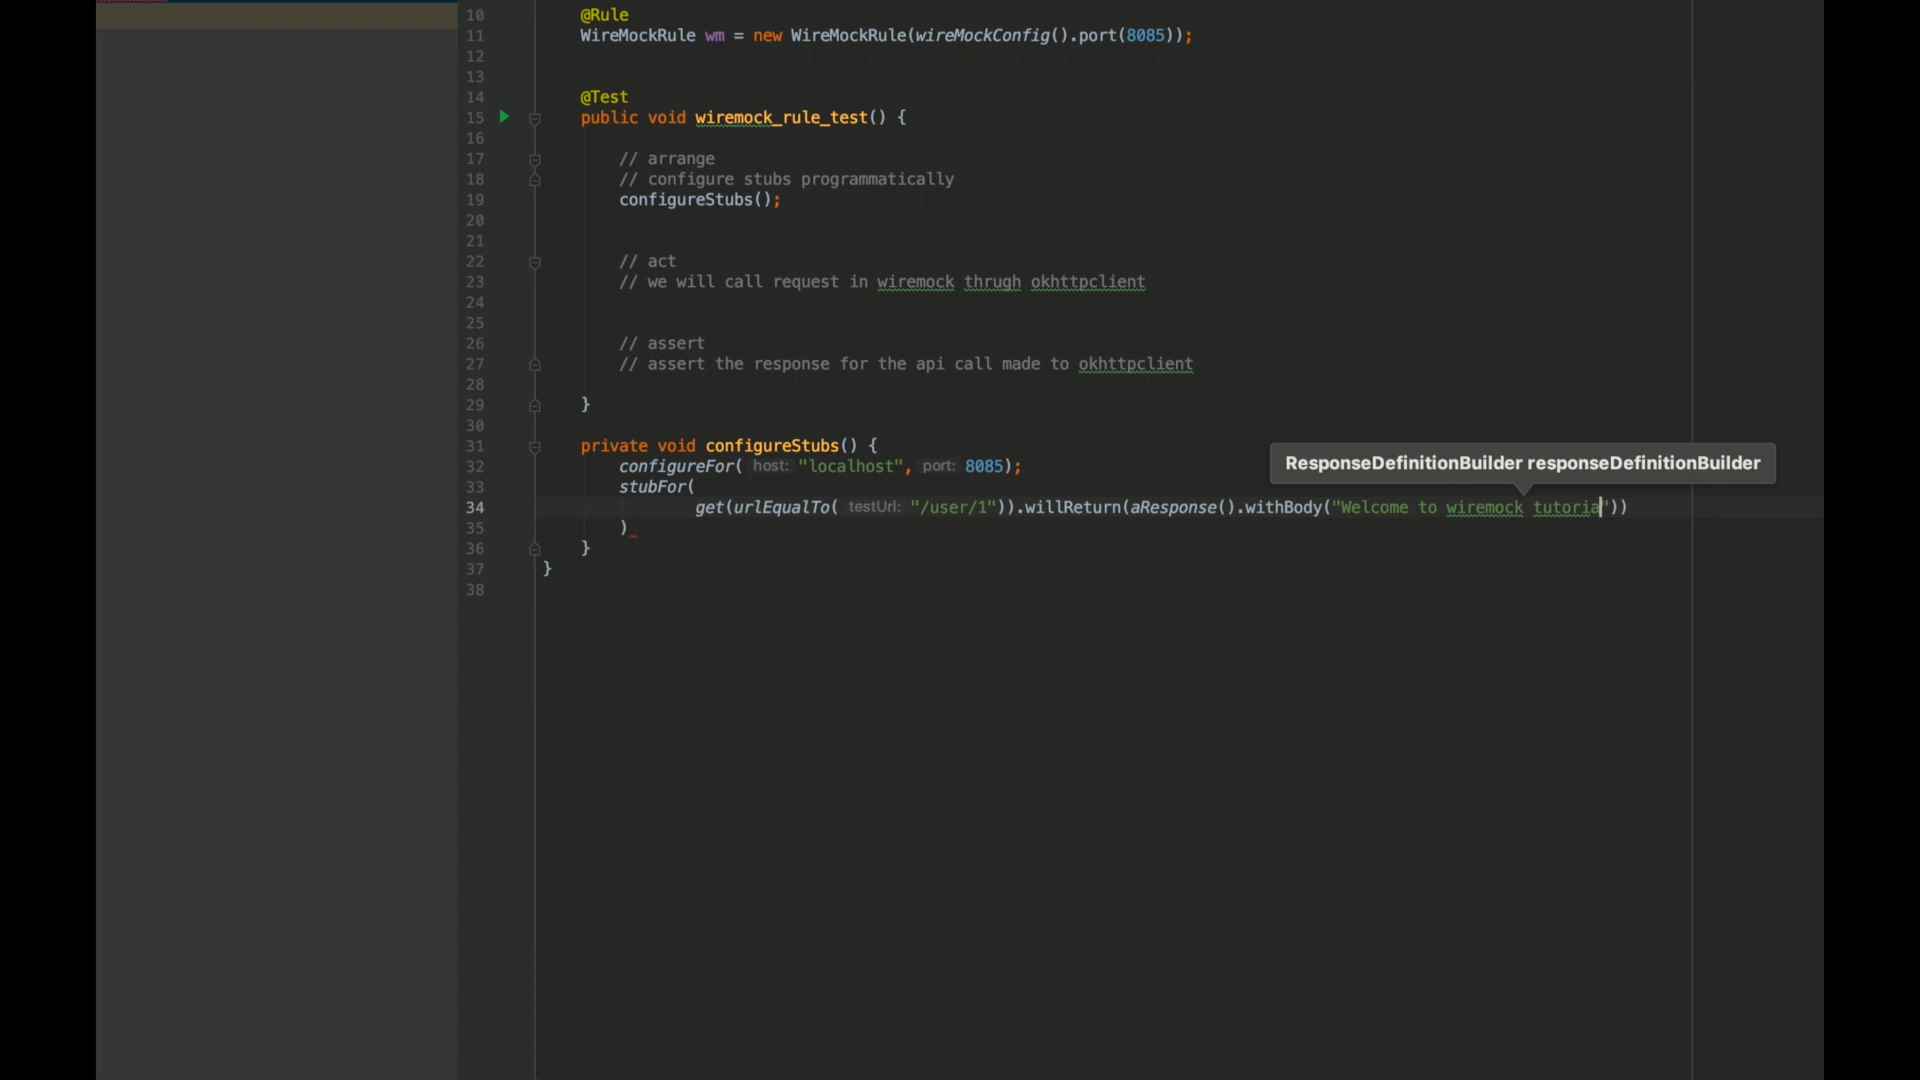 10 @Rule
11 WireMockRule wm = new WireMockRule(wireMockConfig().port(8085));
12
13
14 @Test
15 public void wiremock_rule_test() {
16
17 // arrange
18 // configure stubs programmatically
19 configureStubs();
20
21
22 // act
23 // we will call request in wiremock thrugh okhttpclient
24
25
26 // assert
27 // assert the response for the api call made to okhttpclient
28
29 }
30
31 private void configureStubs() {
ResponseDefinitionBuilder responseDefinitionBuilder
32 configureFor( host: "localhost", port: 8085);
33 stubFor(
34 get(urlEqualTo( testUrl: "/user/1")).willReturn(aResponse().withBody("Welcome to wiremock tutoria"))
35 )
36 }
37 }
38